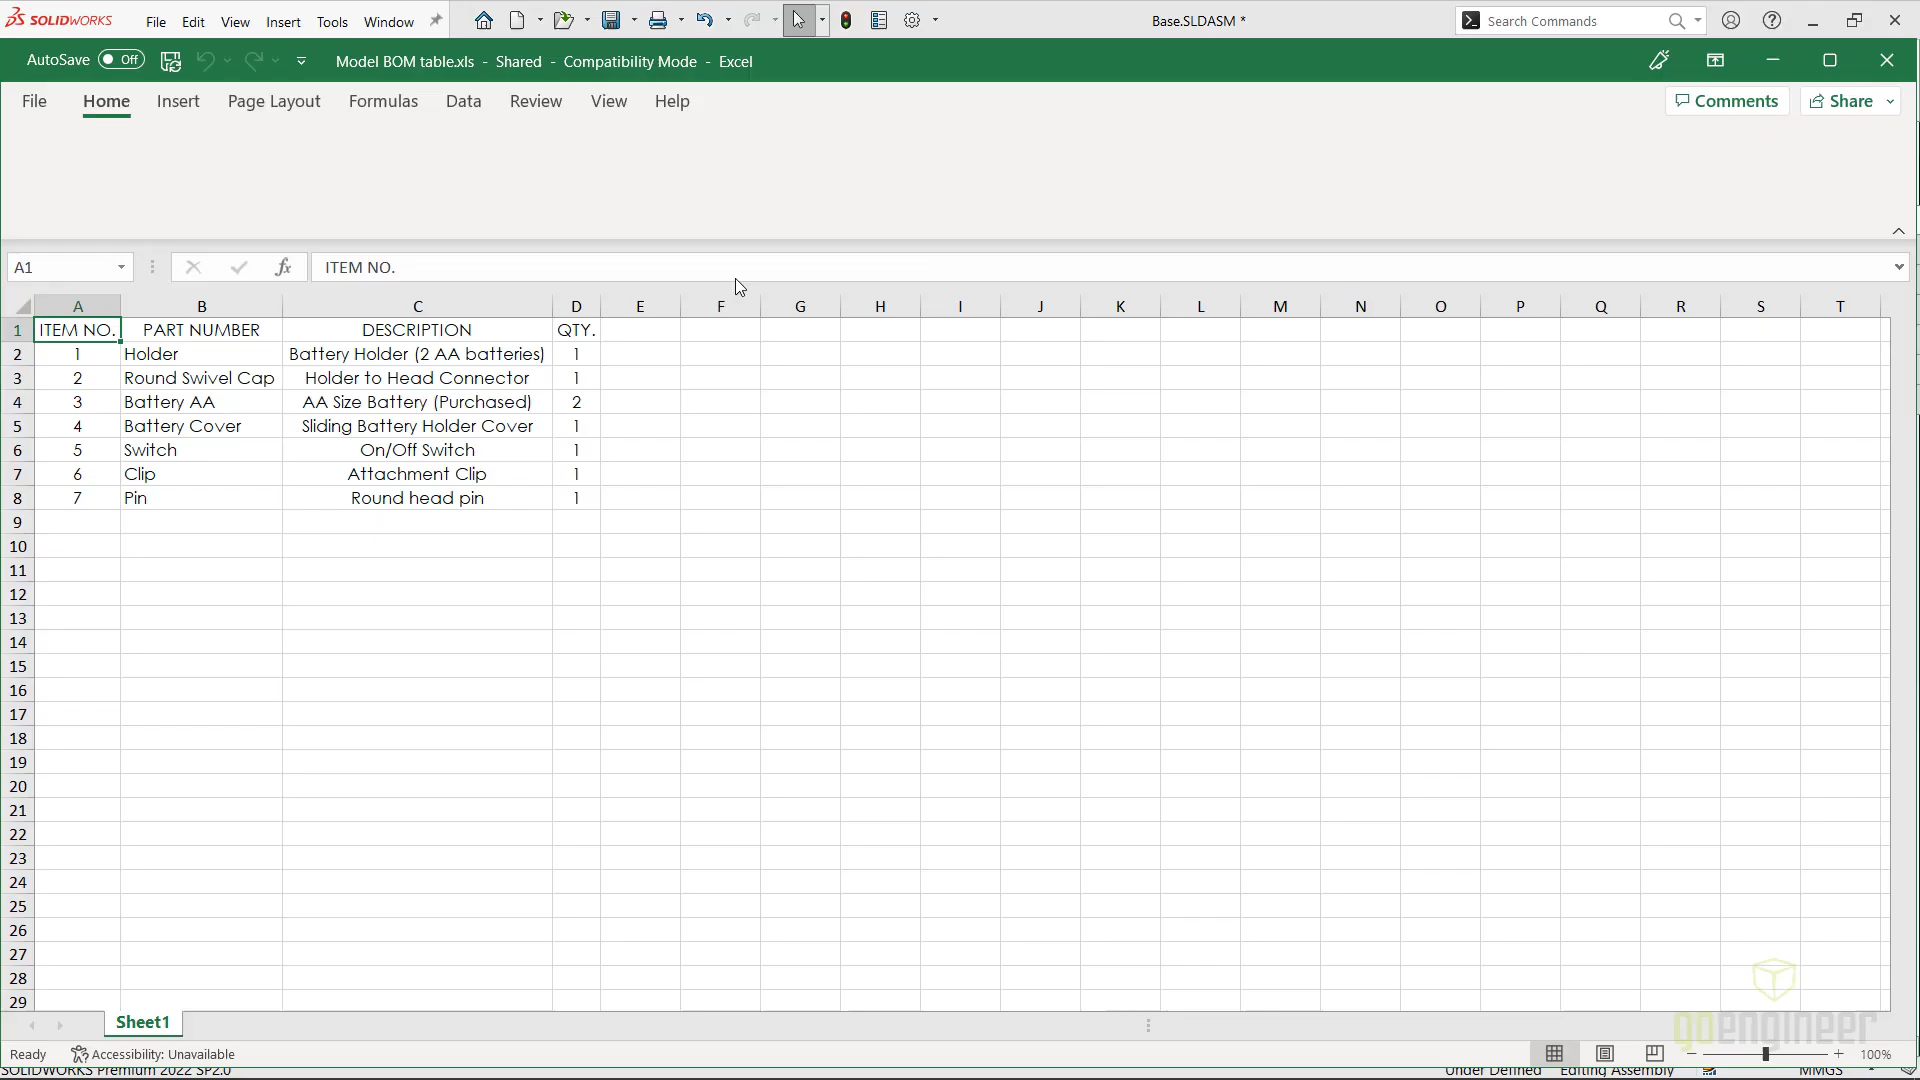 SOLIDWORKS File Edit View Insert Tools Window Base.SLDASM * Search Commands
AutoSave Off Model BOM table.xls - Shared - Compatibility Mode - Excel
File Home Insert Page Layout Formulas Data Review View Help Comments Share
A1 fx ITEM NO.
A B C D E F G H I J K L M N O P Q R S T
1 ITEM NO. PART NUMBER DESCRIPTION QTY.
2 1 Holder Battery Holder (2 AA batteries) 1
3 2 Round Swivel Cap Holder to Head Connector 1
4 3 Battery AA AA Size Battery (Purchased) 2
5 4 Battery Cover Sliding Battery Holder Cover 1
6 5 Switch On/Off Switch 1
7 6 Clip Attachment Clip 1
8 7 Pin Round head pin 1
9
10
11
12
13
14
15
16
17
18
19
20
21
22
23
24
25
26
27
28
29
Sheet1
goengineer
Ready Accessibility: Unavailable 100%
SOLIDWORKS Premium 2022 SP2.0 Under Defined Editing Assembly MMGS